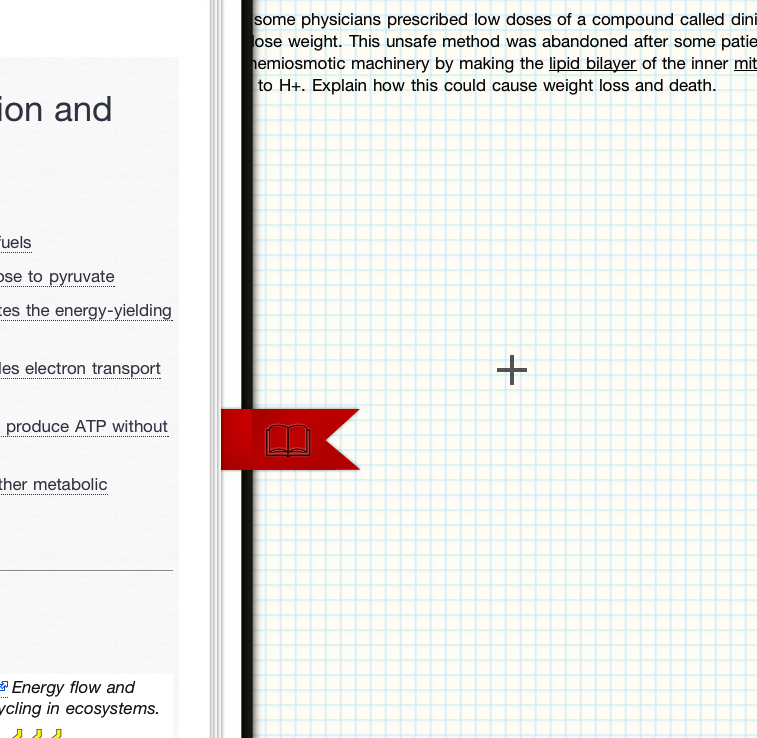 ion and
fuels
ose to pyruvate
tes the energy-yielding
les electron transport
produce ATP without
ther metabolic
Energy flow and
ycling in ecosystems.
some physicians prescribed low doses of a compound called dini
lose weight. This unsafe method was abandoned after some patie
hemiosmotic machinery by making the lipid bilayer of the inner mit
to H+. Explain how this could cause weight loss and death.